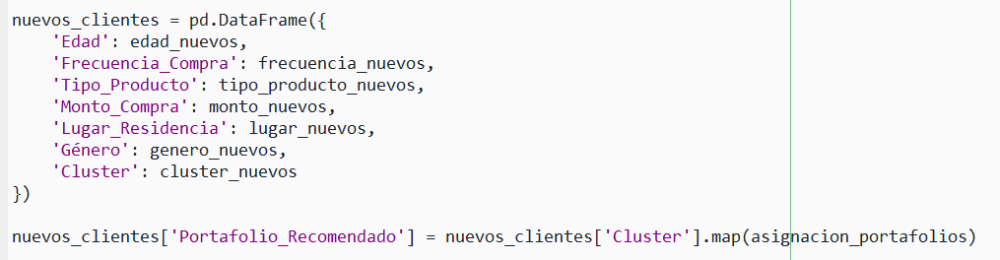 nuevos_clientes = pd.DataFrame({
    'Edad': edad_nuevos,
    'Frecuencia_Compra': frecuencia_nuevos,
    'Tipo_Producto': tipo_producto_nuevos,
    'Monto_Compra': monto_nuevos,
    'Lugar_Residencia': lugar_nuevos,
    'Género': genero_nuevos,
    'Cluster': cluster_nuevos
})
nuevos_clientes['Portafolio_Recomendado'] = nuevos_clientes['Cluster'].map(asignacion_portafolios)